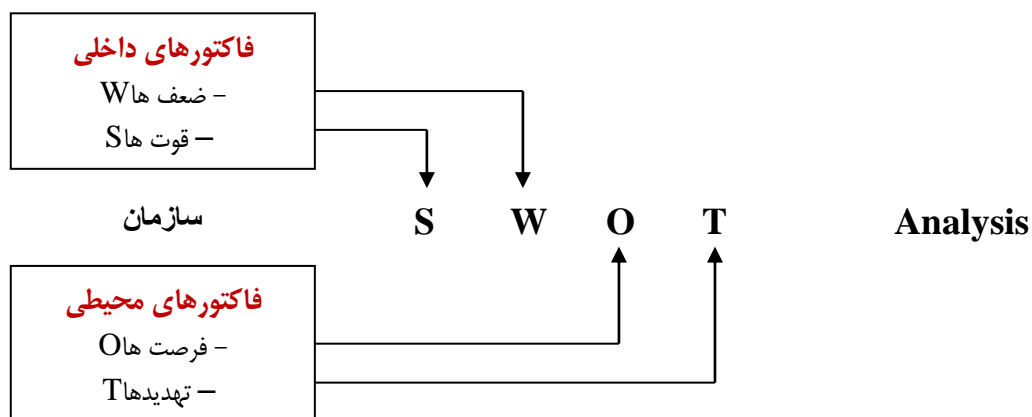 فاکتورهای داخلی
- ضعف هاW
– قوت هاS
سازمان S W O T Analysis
فاکتورهای محیطی
- فرصت هاO
– تهدیدهاT